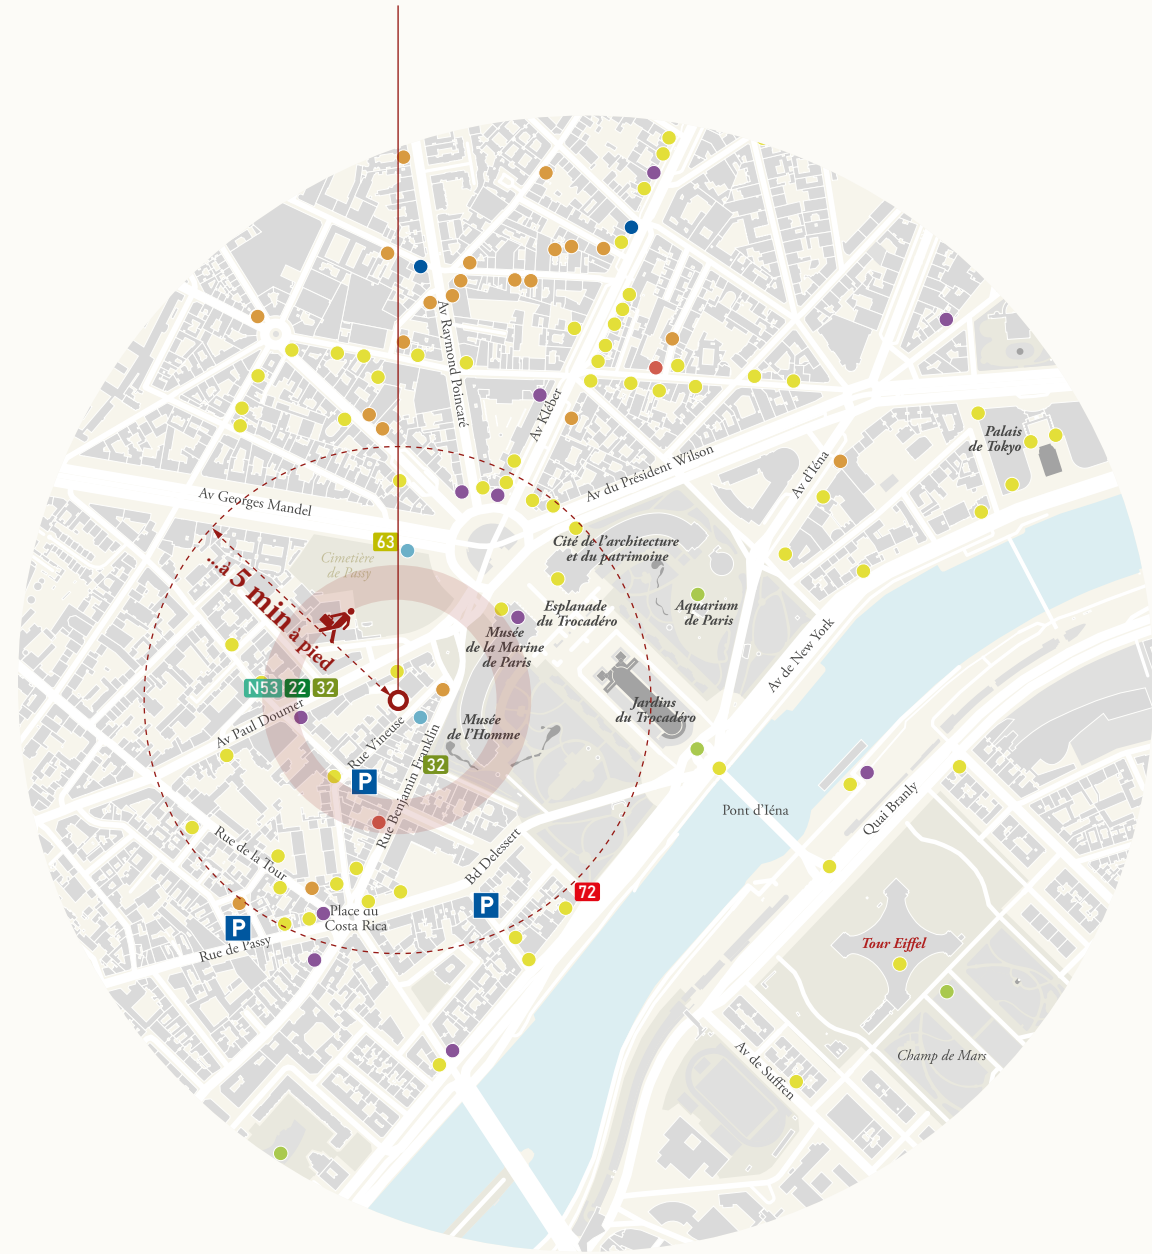 Av Raymond Poincaré
Av Kléber
Palais
de Tokyo
Av du Président Wilson
Av d'Iéna
Av Georges Mandel
63
Cimetière
de Passy
Cité de l'architecture
et du patrimoine
...à 5 min à pied
Esplanade
du Trocadéro
Aquarium
de Paris
Musée
de la Marine
de Paris
Av de New York
N53 22 32
Av Paul Doumer
Jardins
du Trocadéro
Musée
de l'Homme
Rue Vineuse
Rue Benjamin Franklin
32
P
Pont d'Iéna
Quai Branly
Rue de la Tour
Bd Delessert
72
P
Place du
Costa Rica
P
Rue de Passy
Tour Eiffel
Champ de Mars
Av de Suffren